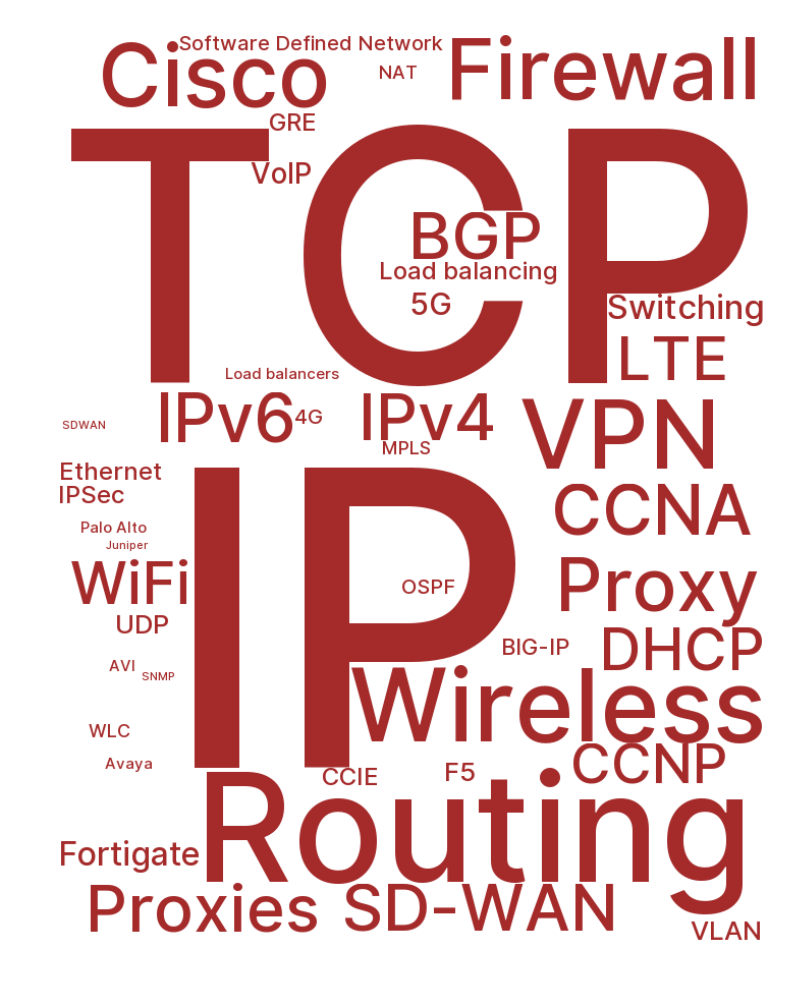 Software Defined Network
Cisco
NAT
Firewall
GRE
TCP
VoIP
BGP
Load balancing
5G
Switching
LTE
Load balancers
IPv6
4G
IPv4
VPN
SDWAN
MPLS
Ethernet
IPSec
CCNA
Palo Alto
Juniper
IP
WiFi
OSPF
Proxy
UDP
BIG-IP
DHCP
AVI
SNMP
Wireless
WLC
Avaya
CCIE
F5
CCNP
Routing
Fortigate
Proxies
SD-WAN
VLAN